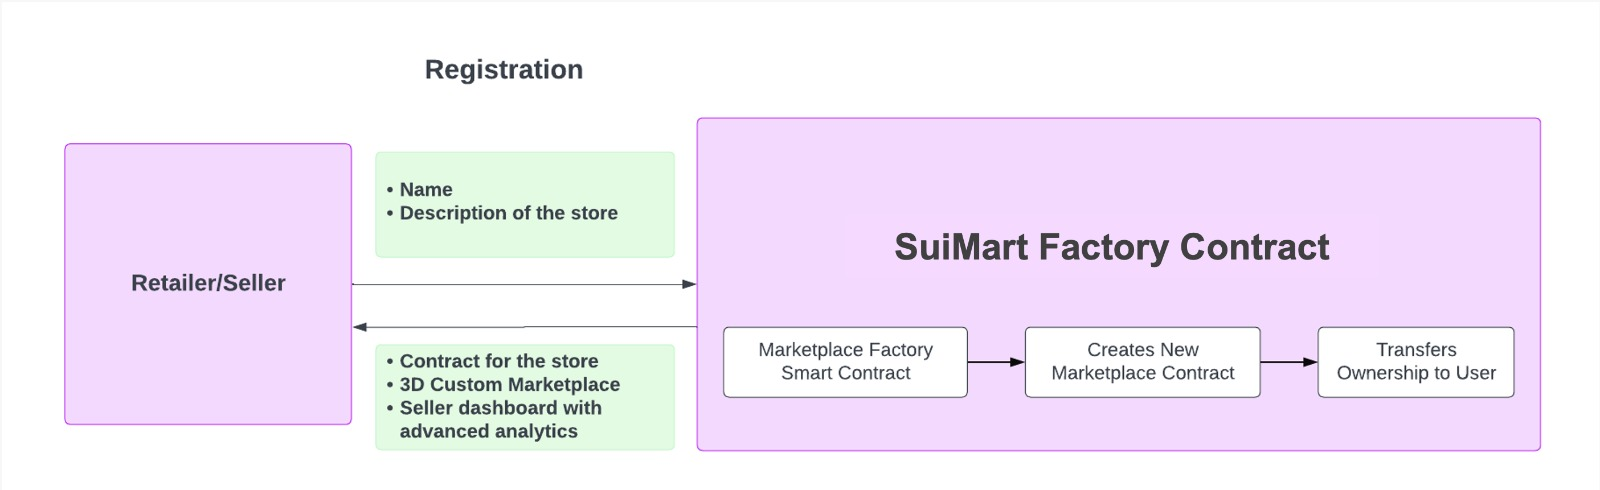 Registration
Retailer/Seller
• Name
• Description of the store
• Contract for the store
• 3D Custom Marketplace
• Seller dashboard with
advanced analytics
SuiMart Factory Contract
Marketplace Factory
Smart Contract
Creates New
Marketplace Contract
Transfers
Ownership to User